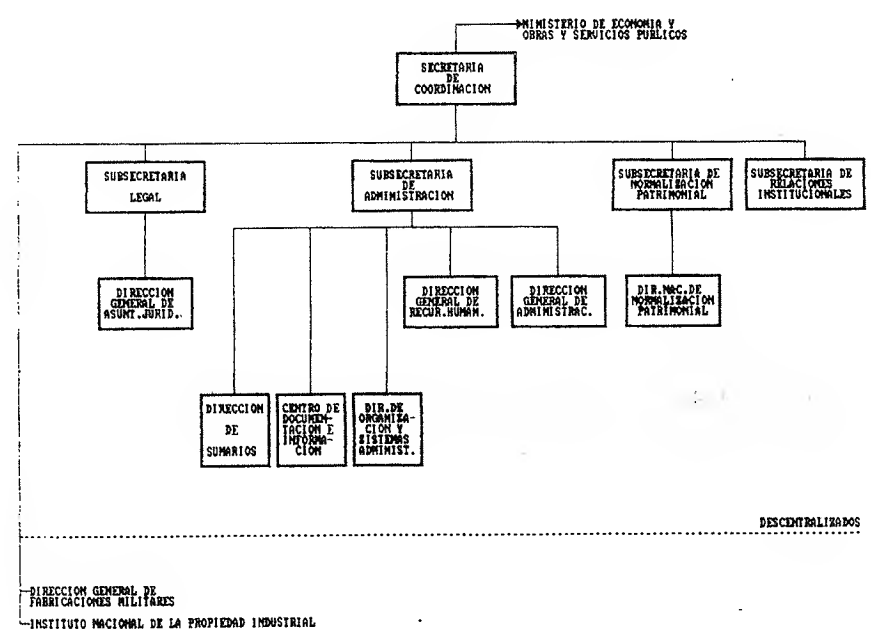 MINISTERIO DE ECONOMIA Y
OBRAS Y SERVICIOS PUBLICOS
SECRETARIA
DE
COORDINACION
SUBSECRETARIA
LEGAL
SUBSECRETARIA
DE
ADMINISTRACION
SUBSECRETARIA DE
NORMALIZACION
PATRIMONIAL
SUBSECRETARIA DE
RELACIONES
INSTITUCIONALES
DIRECCION
GENERAL DE
ASUNT.JURID.
DIRECCION
GENERAL DE
RECUR.HUMAN.
DIRECCION
GENERAL DE
ADMINISTRAC.
DIR.NAC.DE
NORMALIZACION
PATRIMONIAL
DIRECCION
DE
SUMARIOS
CENTRO DE
DOCUMEN-
TACION E
INFORMA-
CION
DIR.DE
ORGANIZA-
CION Y
SISTEMAS
ADMINIST.
DESCENTRALIZADOS
DIRECCION GENERAL DE
FABRICACIONES MILITARES
INSTITUTO NACIONAL DE LA PROPIEDAD INDUSTRIAL